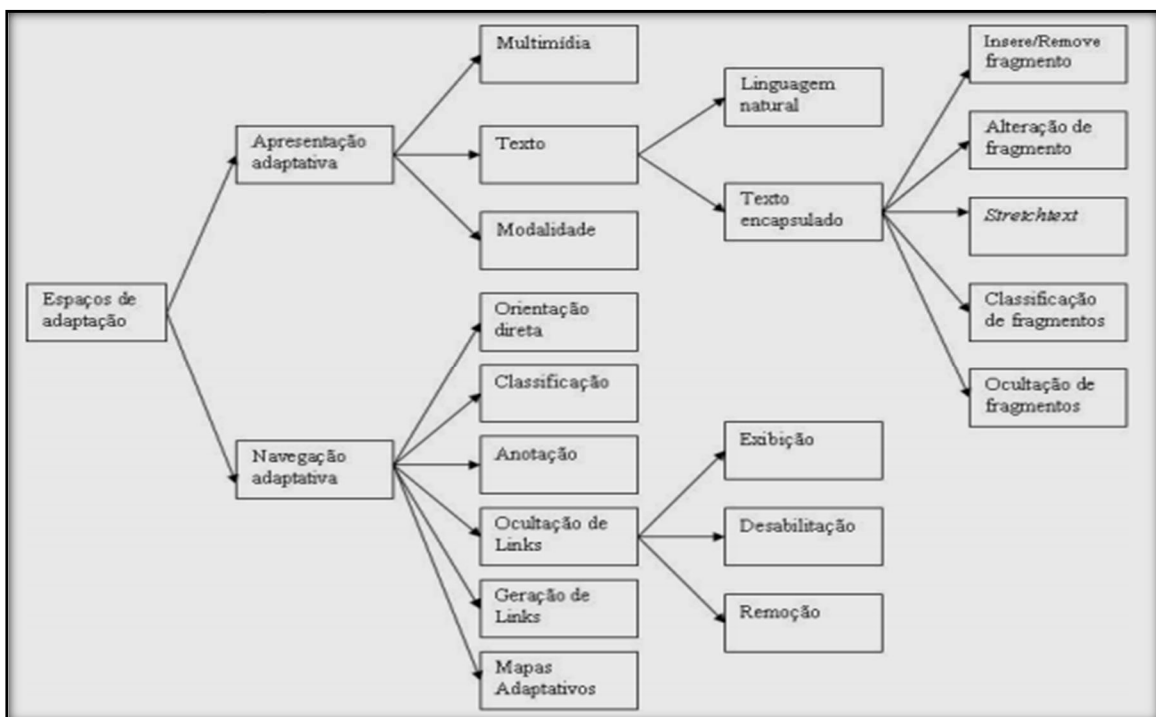 Espaços de
adaptação
Apresentação
adaptativa
Navegação
adaptativa
Multimídia
Texto
Modalidade
Orientação
direta
Classificação
Anotação
Ocultação de
Links
Geração de
Links
Mapas
Adaptativos
Linguagem
natural
Texto
encapsulado
Exibição
Desabilitação
Remoção
Insere/Remove
fragmento
Alteração de
fragmento
Stretchtext
Classificação
de fragmentos
Ocultação de
fragmentos